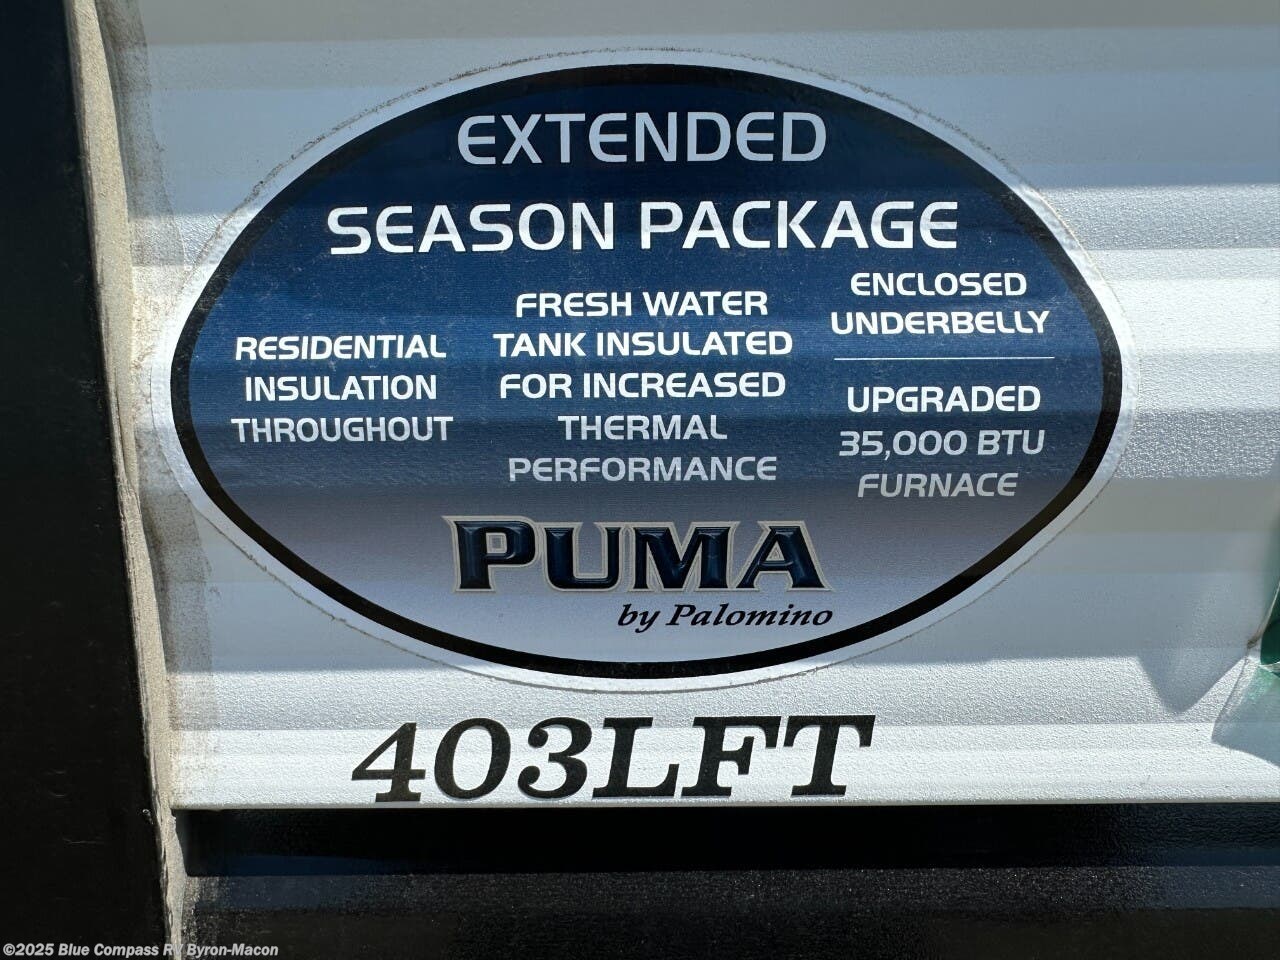 EXTENDED
SEASON PACKAGE
RESIDENTIAL
INSULATION
THROUGHOUT
FRESH WATER
TANK INSULATED
FOR INCREASED
THERMAL
PERFORMANCE
ENCLOSED
UNDERBELLY
UPGRADED
35,000 BTU
FURNACE
PUMA
by Palomino
403LFT
©2025 Blue Compass RV Byron-Macon